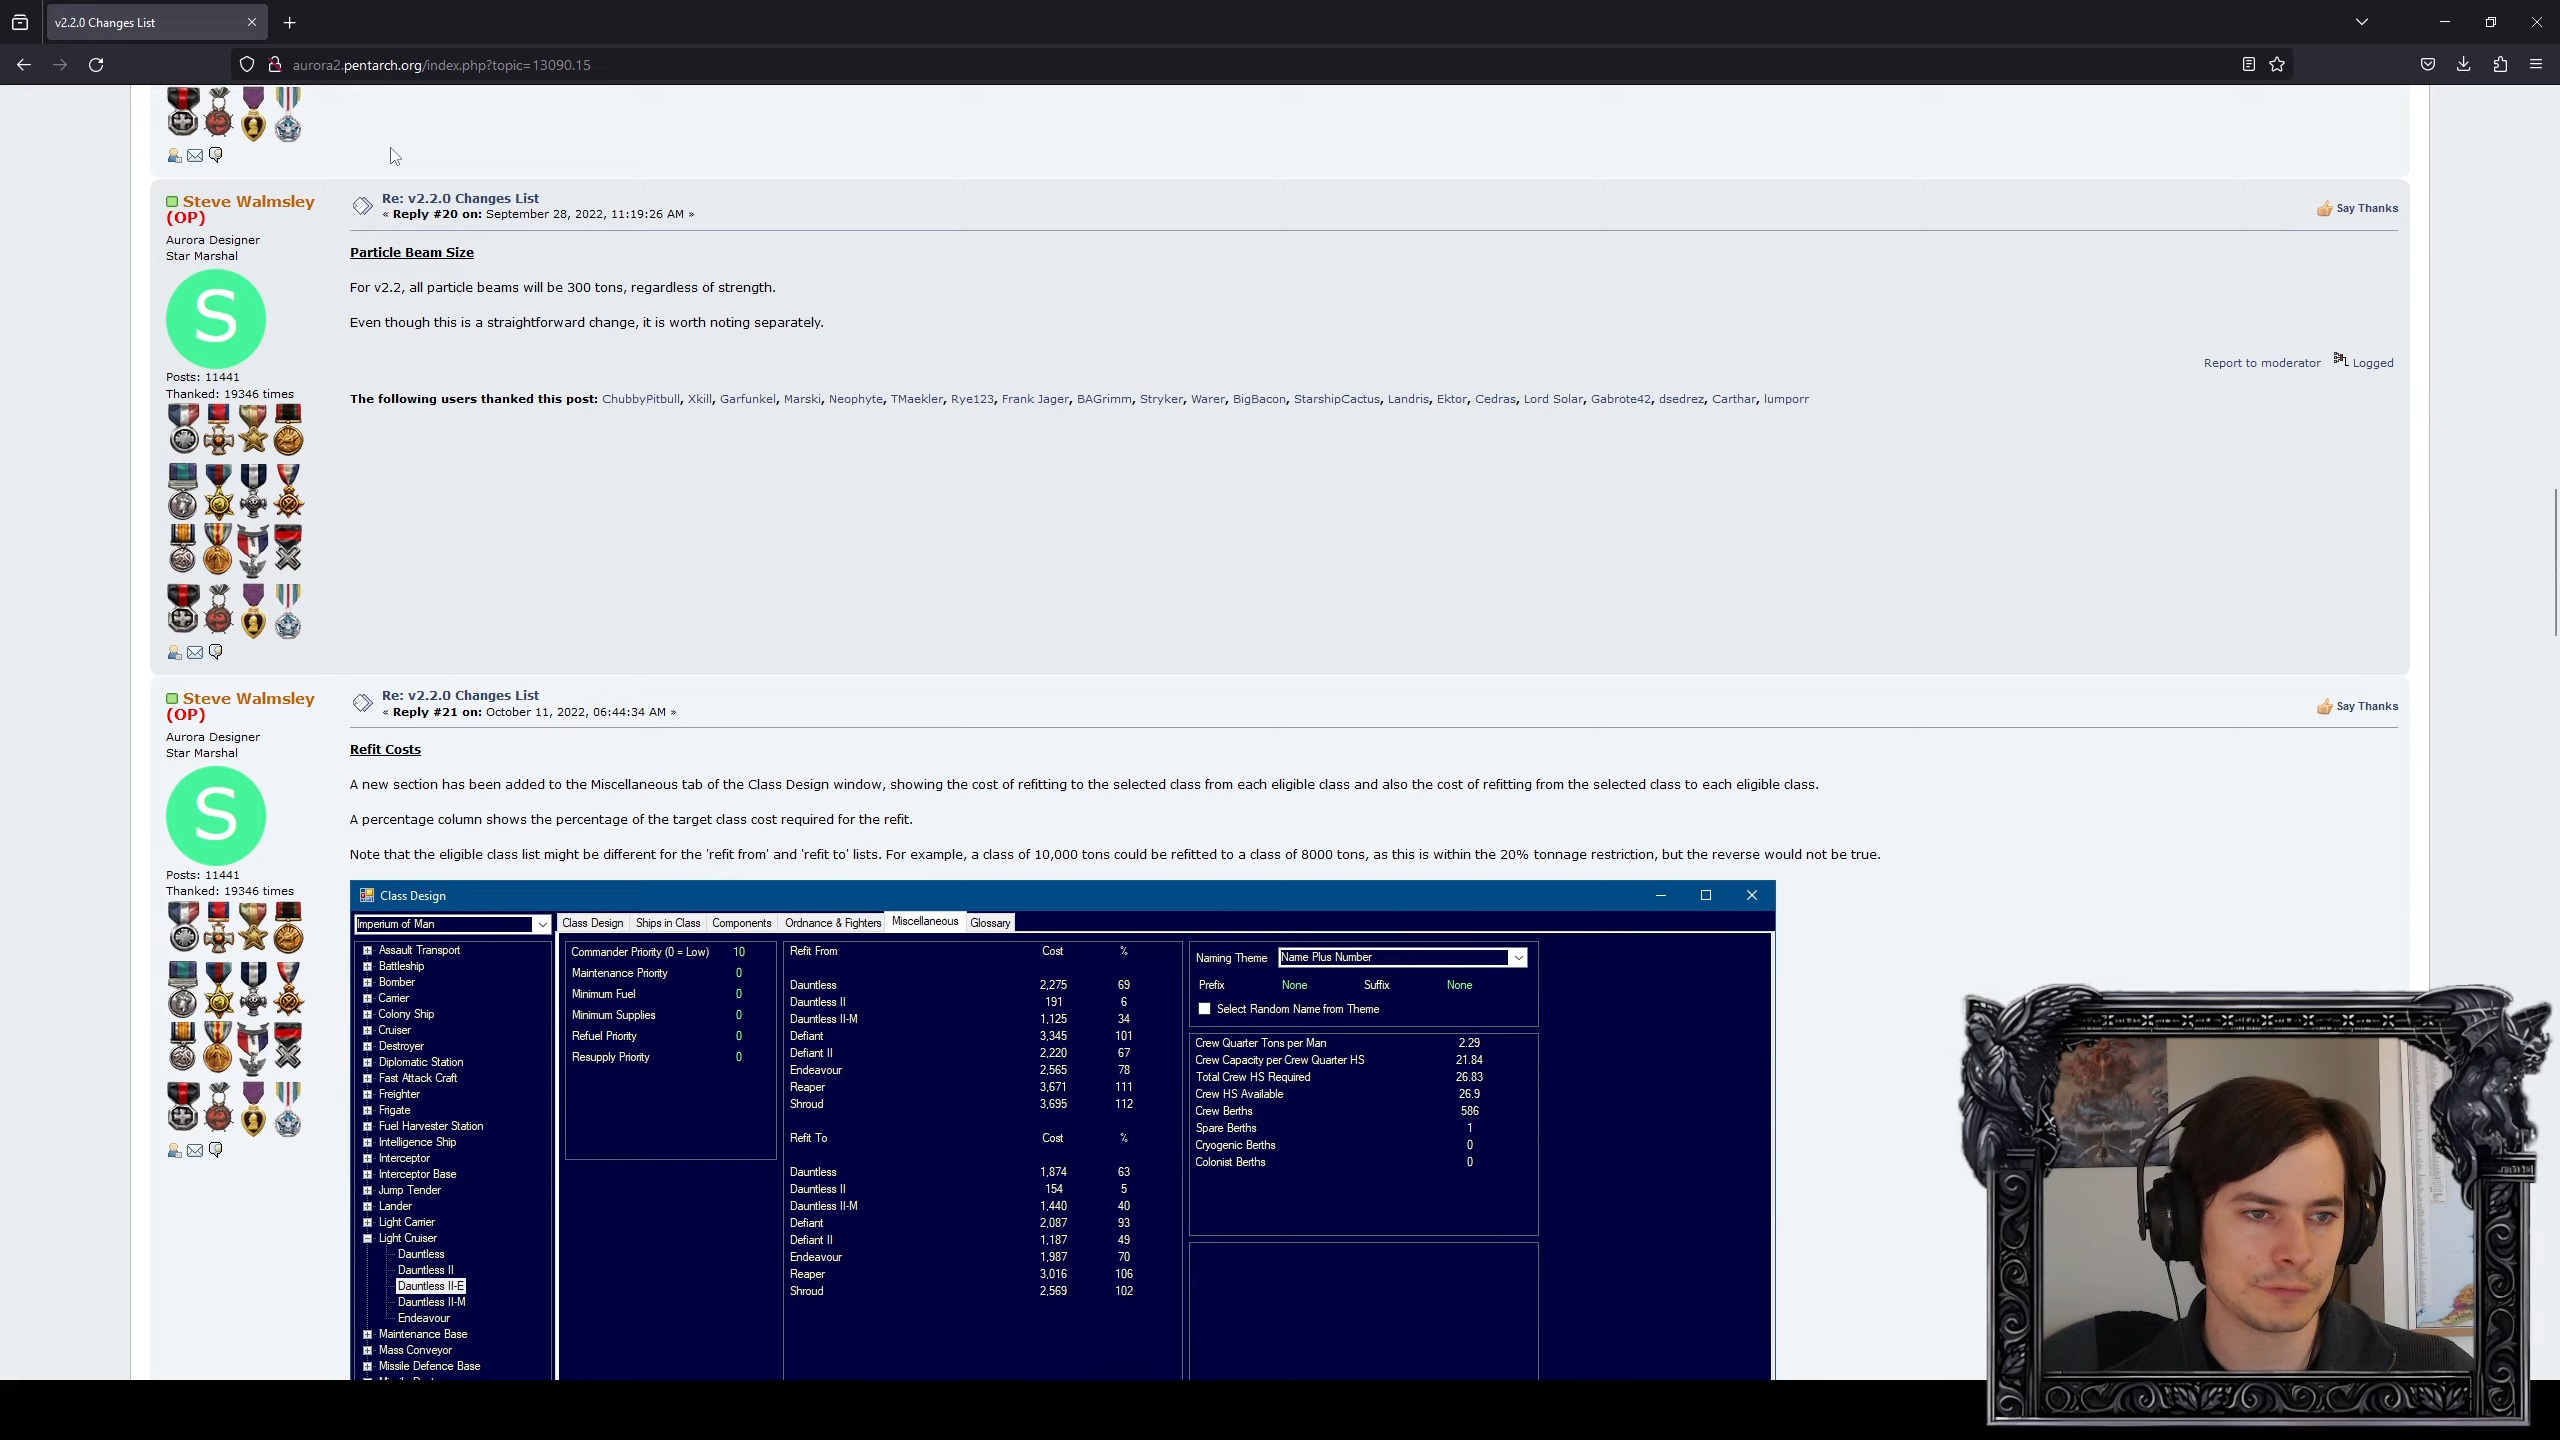 v2.2.0 Changes List
aurora2.pentarch.org/index.php?topic=13090.15
Steve Walmsley
(OP)
Aurora Designer
Star Marshal
S
Posts: 11441
Thanked: 19346 times
Re: v2.2.0 Changes List
« Reply #20 on: September 28, 2022, 11:19:26 AM »
Say Thanks
Particle Beam Size
For v2.2, all particle beams will be 300 tons, regardless of strength.
Even though this is a straightforward change, it is worth noting separately.
Report to moderator Logged
The following users thanked this post: ChubbyPitbull, Xkill, Garfunkel, Marski, Neophyte, TMaekler, Rye123, Frank Jager, BAGrimm, Stryker, Warer, BigBacon, StarshipCactus, Landris, Ektor, Cedras, Lord Solar, Gabrote42, dsedrez, Carthar, lumporr
Steve Walmsley
(OP)
Aurora Designer
Star Marshal
S
Posts: 11441
Thanked: 19346 times
Re: v2.2.0 Changes List
« Reply #21 on: October 11, 2022, 06:44:34 AM »
Say Thanks
Refit Costs
A new section has been added to the Miscellaneous tab of the Class Design window, showing the cost of refitting to the selected class from each eligible class and also the cost of refitting from the selected class to each eligible class.
A percentage column shows the percentage of the target class cost required for the refit.
Note that the eligible class list might be different for the 'refit from' and 'refit to' lists. For example, a class of 10,000 tons could be refitted to a class of 8000 tons, as this is within the 20% tonnage restriction, but the reverse would not be true.
Class Design
Imperium of Man
Class Design Ships in Class Components Ordnance & Fighters Miscellaneous Glossary
Assault Transport
Battleship
Bomber
Carrier
Colony Ship
Cruiser
Destroyer
Diplomatic Station
Fast Attack Craft
Freighter
Frigate
Fuel Harvester Station
Intelligence Ship
Interceptor
Interceptor Base
Jump Tender
Lander
Light Carrier
Light Cruiser
Dauntless
Dauntless II
Dauntless II-E
Dauntless II-M
Endeavour
Maintenance Base
Mass Conveyor
Missile Defence Base
Commander Priority (0 = Low) 10
Maintenance Priority 0
Minimum Fuel 0
Minimum Supplies 0
Refuel Priority 0
Resupply Priority 0
Refit From Cost %
Dauntless 2,275 69
Dauntless II 191 6
Dauntless II-M 1,125 34
Defiant 3,345 101
Defiant II 2,220 67
Endeavour 2,565 78
Reaper 3,671 111
Shroud 3,695 112
Refit To Cost %
Dauntless 1,874 63
Dauntless II 154 5
Dauntless II-M 1,440 40
Defiant 2,087 93
Defiant II 1,187 49
Endeavour 1,987 70
Reaper 3,016 106
Shroud 2,569 102
Naming Theme Name Plus Number
Prefix None Suffix None
Select Random Name from Theme
Crew Quarter Tons per Man 2.29
Crew Capacity per Crew Quarter HS 21.84
Total Crew HS Required 26.83
Crew HS Available 26.9
Crew Berths 586
Spare Berths 1
Cryogenic Berths 0
Colonist Berths 0